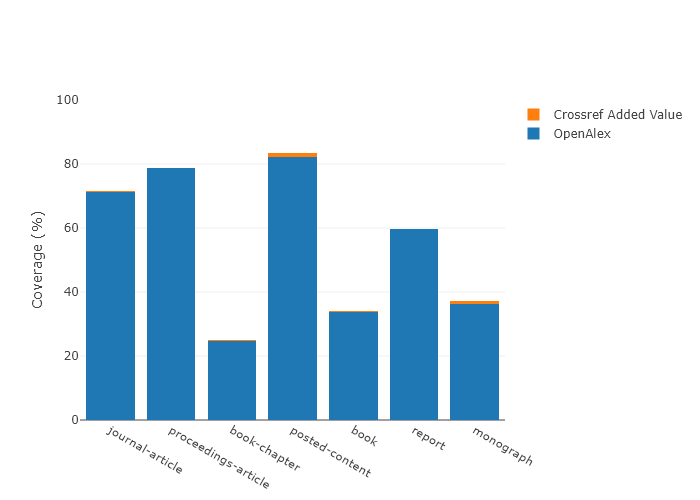 100
80
60
40
20
0
Coverage (%)
journal-article
proceedings-article
book-chapter
posted-content
book
report
monograph
Crossref Added Value
OpenAlex